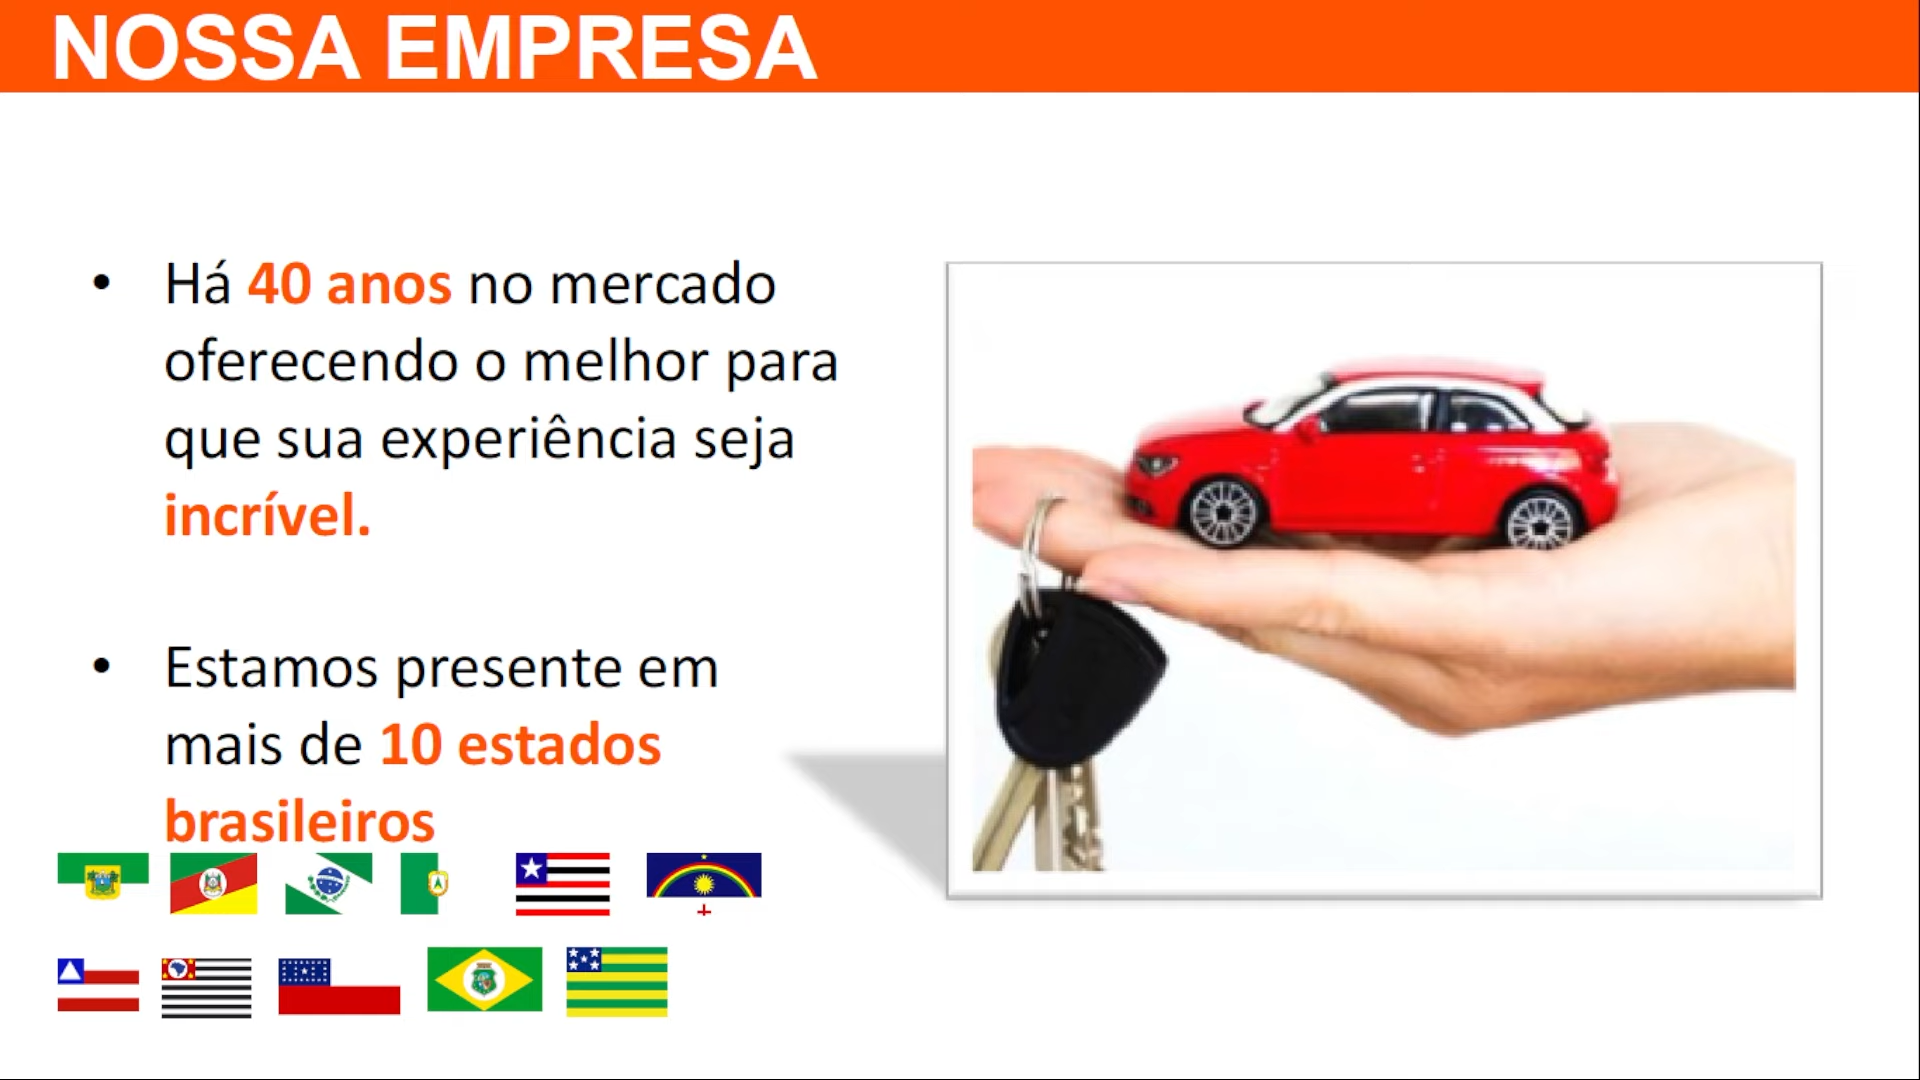 NOSSA EMPRESA
• Há 40 anos no mercado
oferecendo o melhor para
que sua experiência seja
incrível.
• Estamos presente em
mais de 10 estados
brasileiros